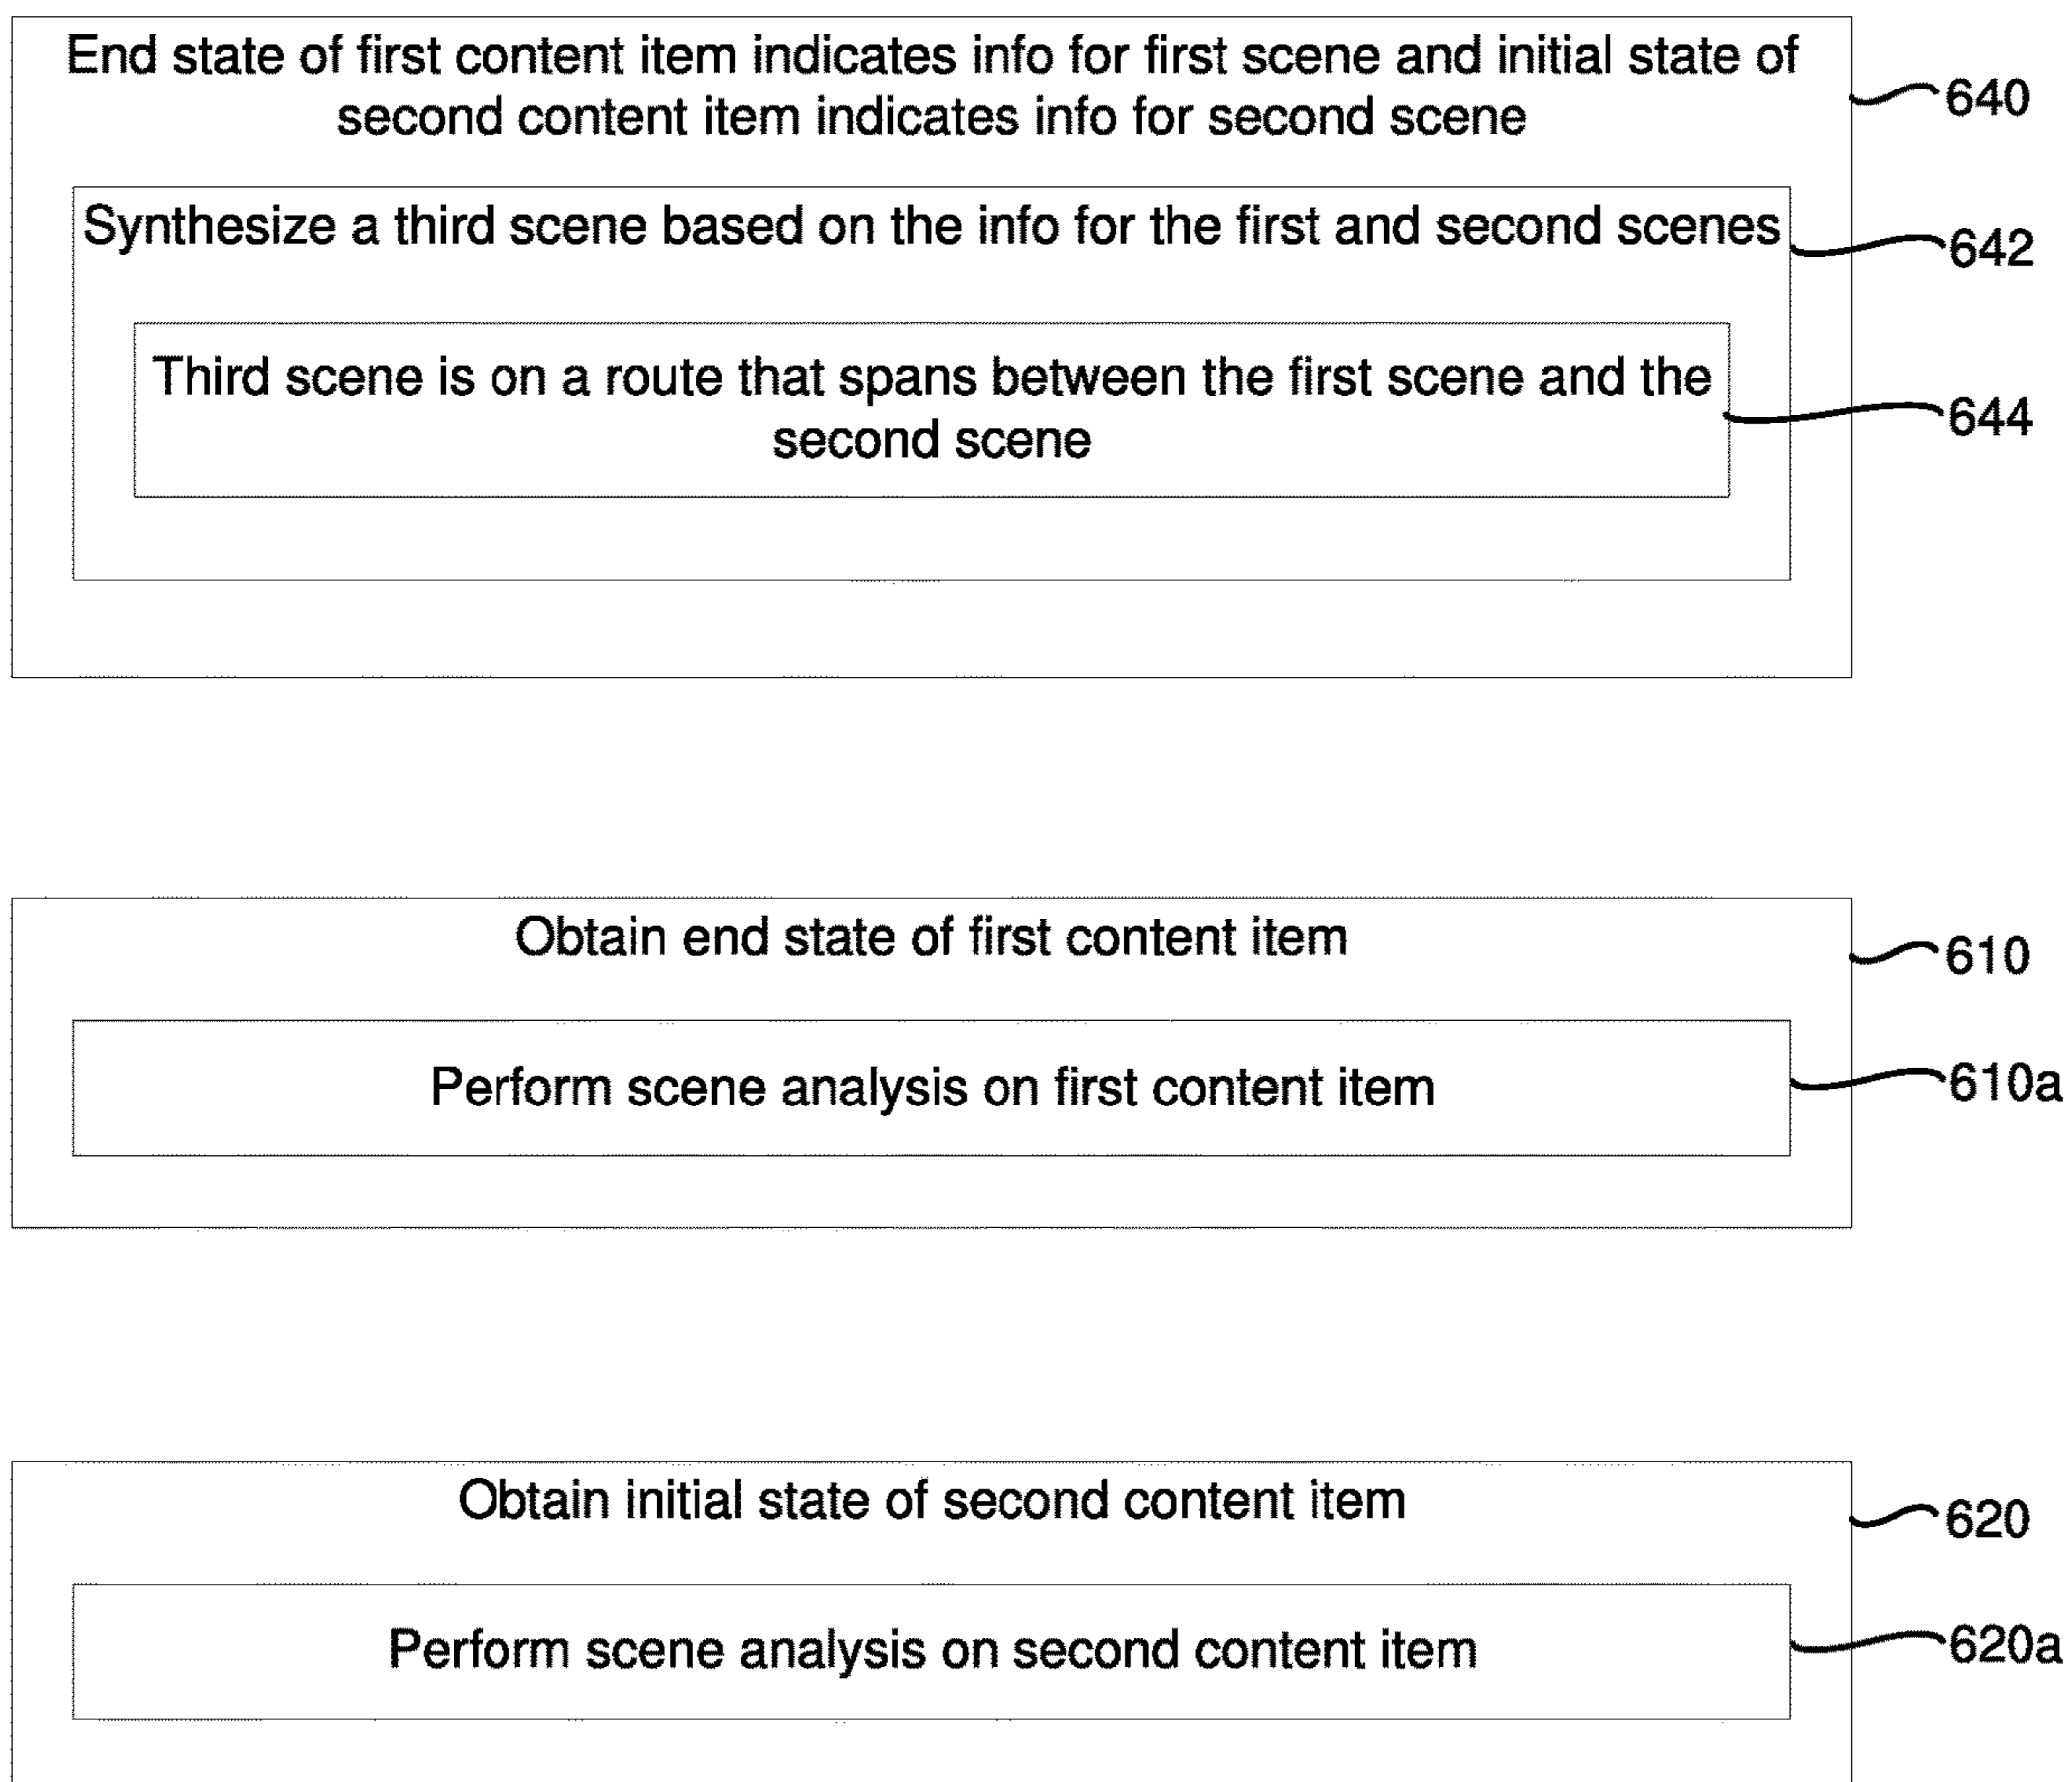 End state of first content item indicates info for first scene and initial state of
second content item indicates info for second scene
640
Synthesize a third scene based on the info for the first and second scenes
642
Third scene is on a route that spans between the first scene and the
second scene
644
Obtain end state of first content item
610
Perform scene analysis on first content item
610a
Obtain initial state of second content item
620
Perform scene analysis on second content item
620a